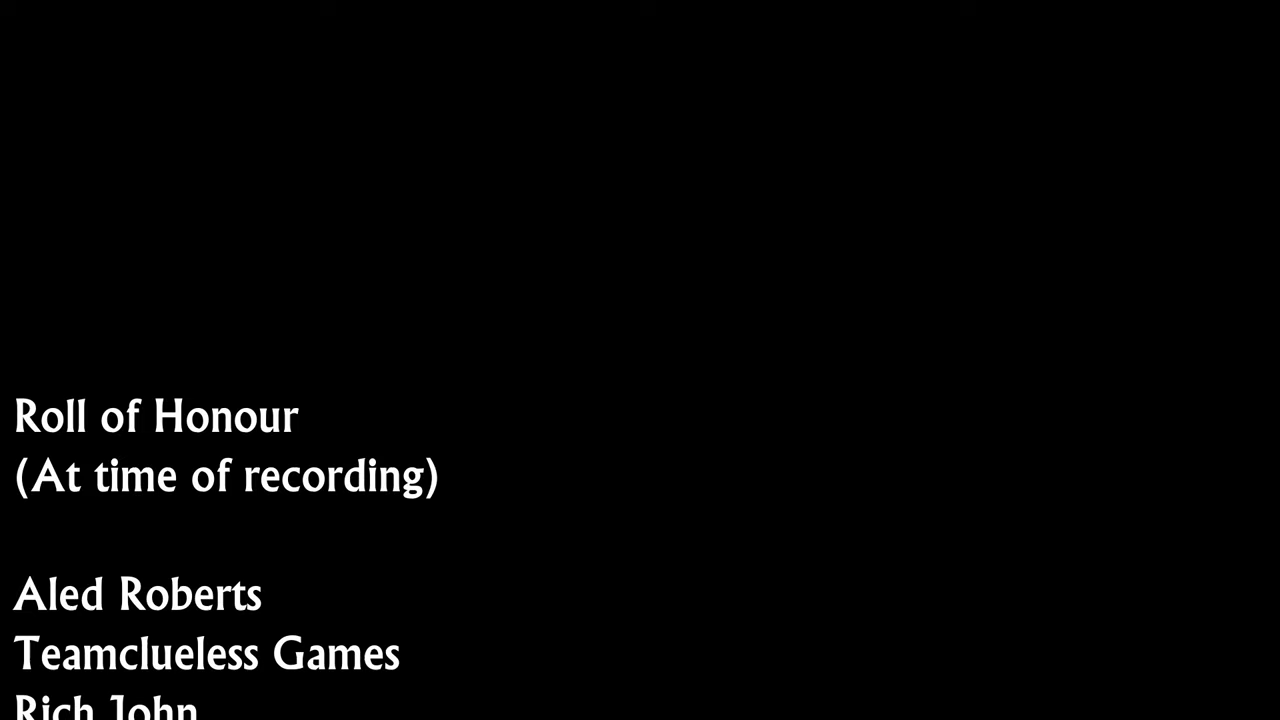 Roll of Honour
(At time of recording)
Aled Roberts
Teamclueless Games
Rich John